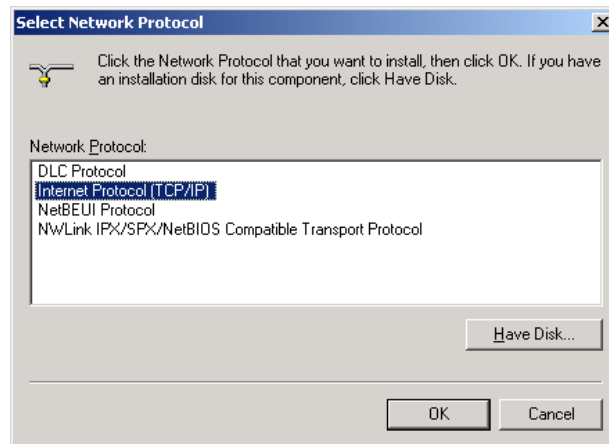 Select Network Protocol
Click the Network Protocol that you want to install, then click OK. If you have
an installation disk for this component, click Have Disk.
Network Protocol:
DLC Protocol
Internet Protocol (TCP/IP)
NetBEUI Protocol
NWLink IPX/SPX/NetBIOS Compatible Transport Protocol
Have Disk...
OK
Cancel